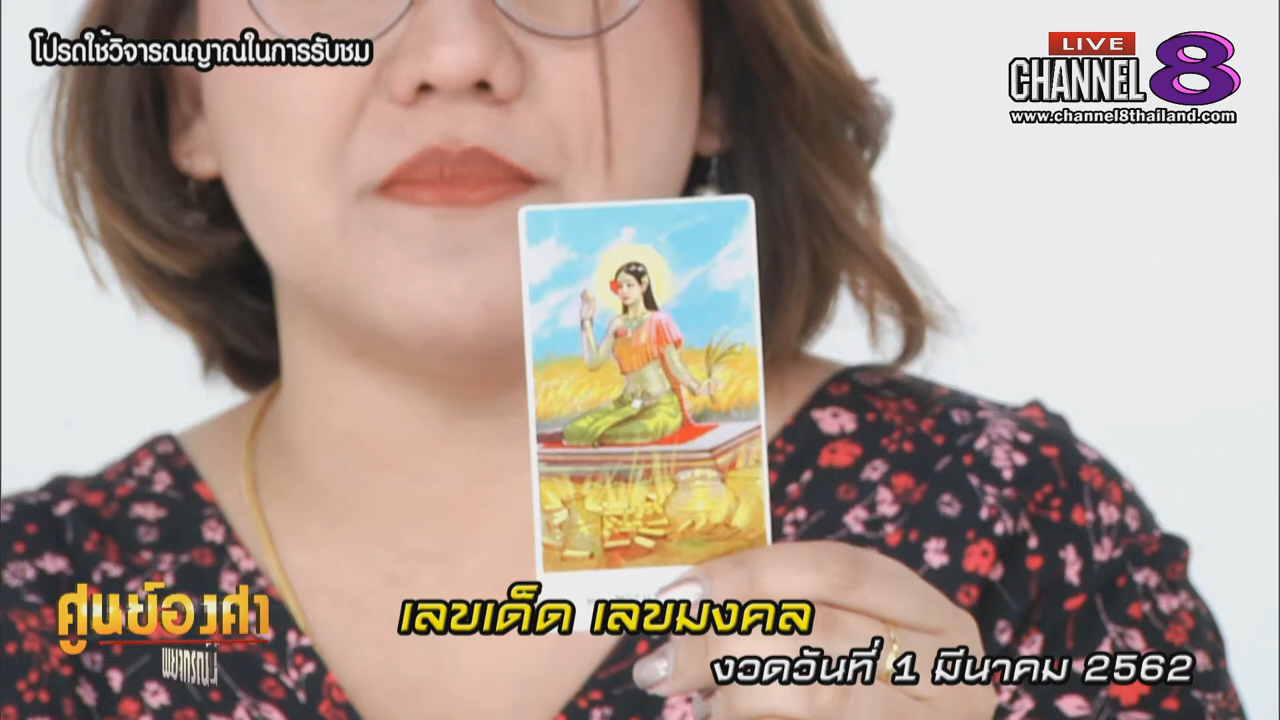 โปรดใช้วิจารณญาณในการรับชม
LIVE
CHANNEL 8
www.channel8thailand.com
ศูนย์องศา
พยากรณ์
เลขเด็ด เลขมงคล
งวดวันที่ 1 มีนาคม 2562